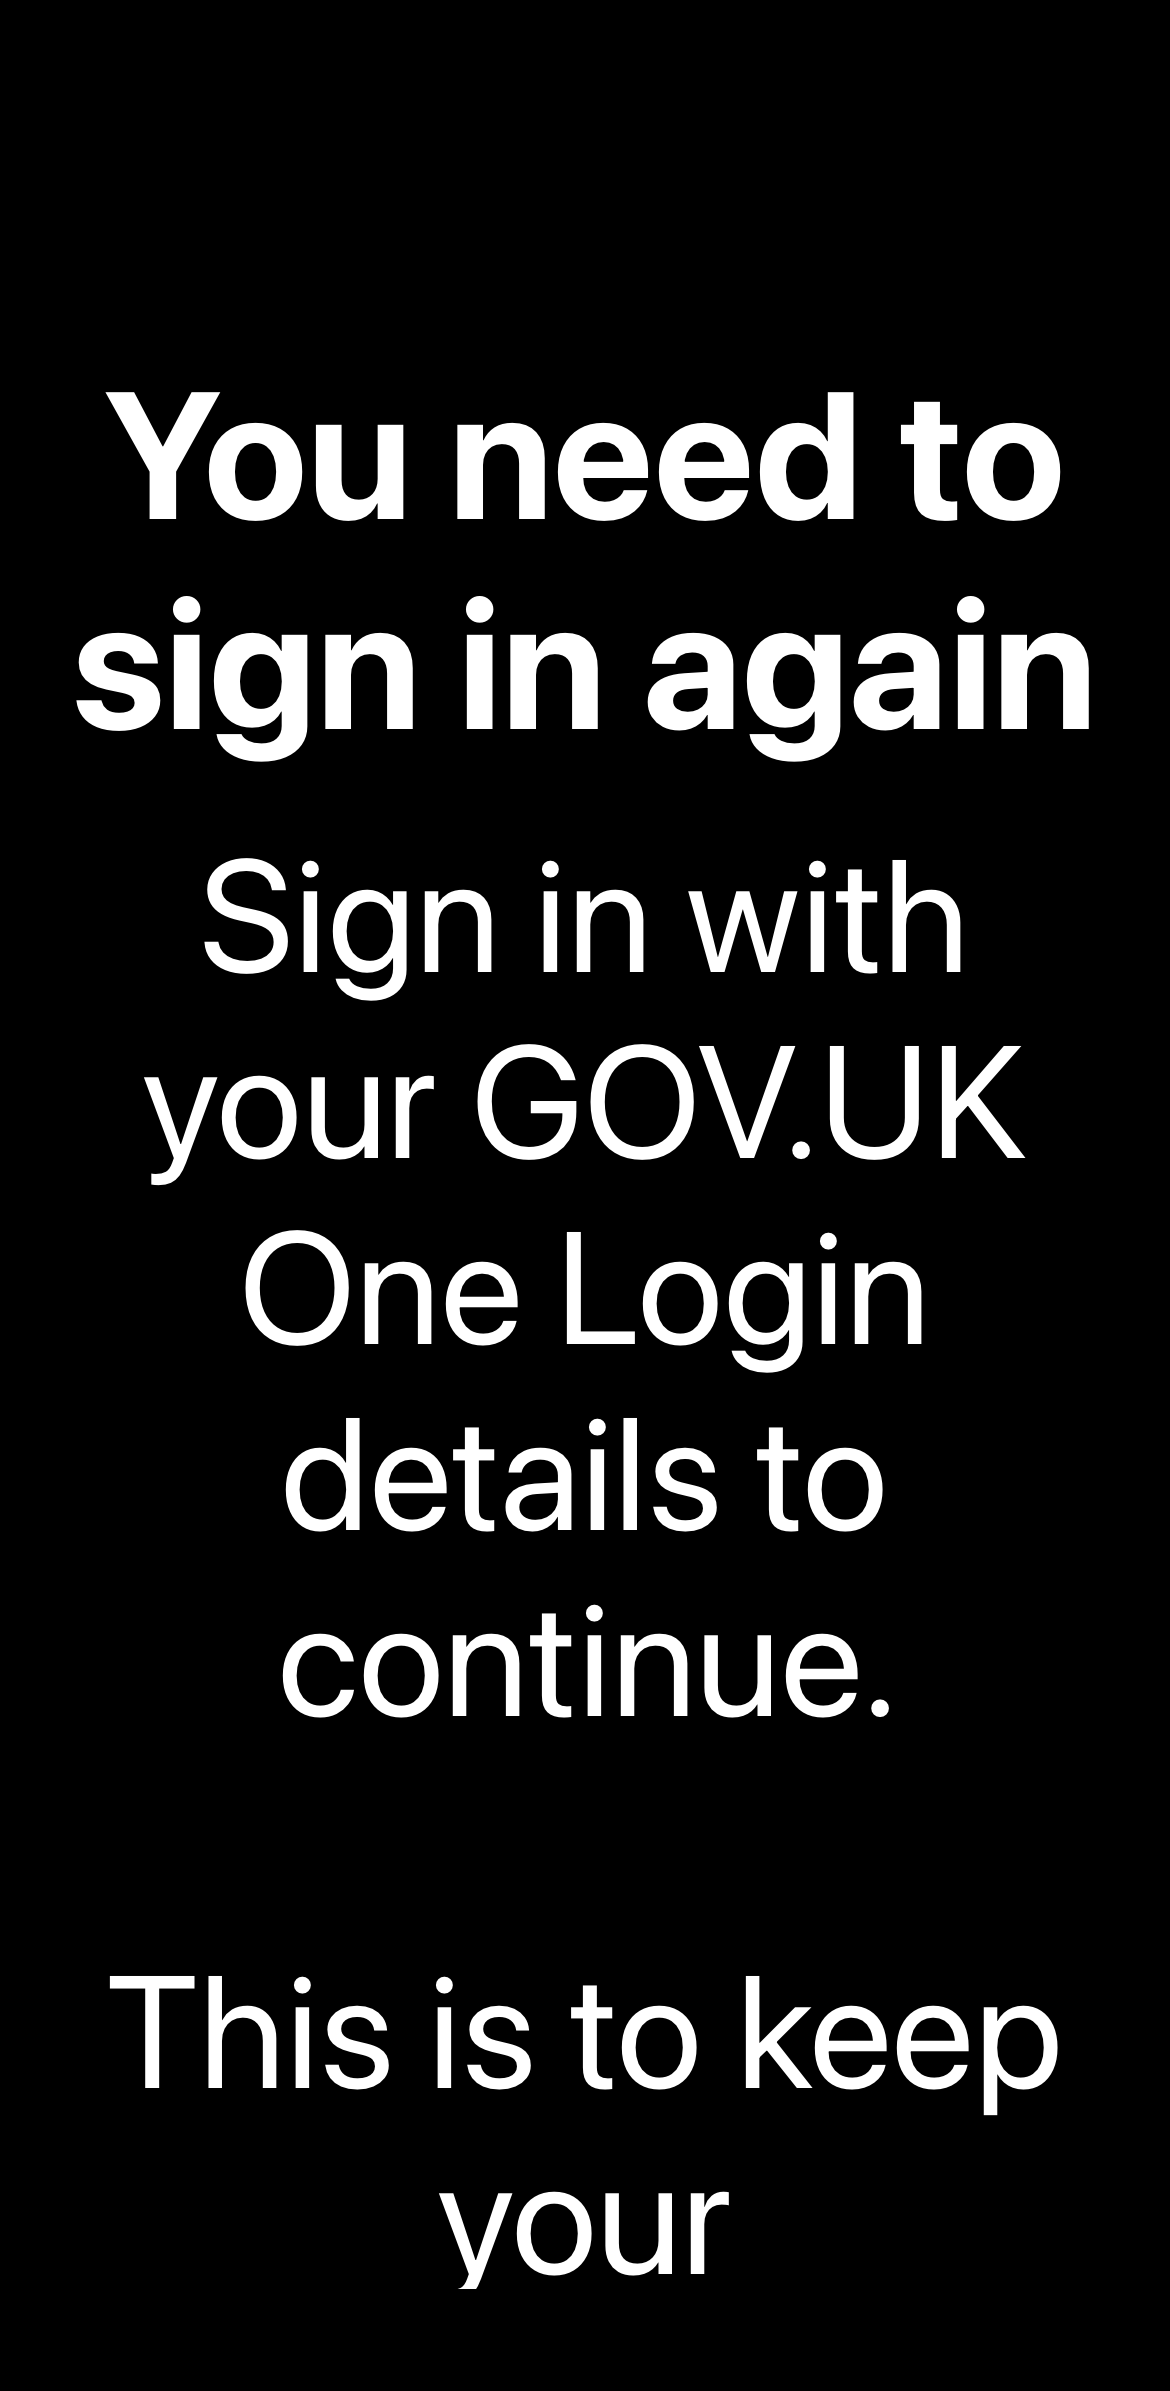 You need to
sign in again
Sign in with
your GOV.UK
One Login
details to
continue.
This is to keep
your